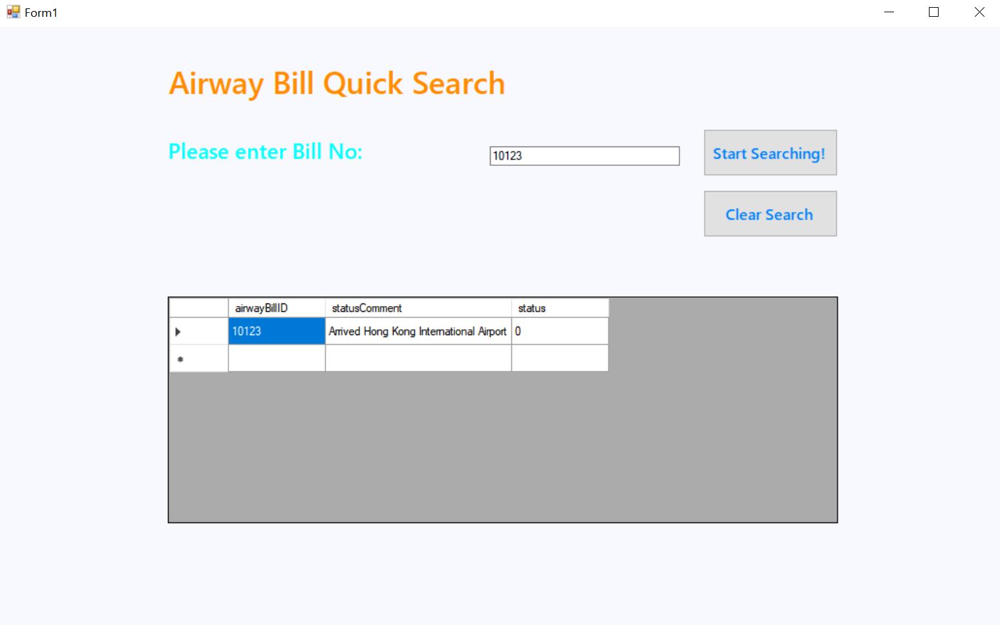 Form1
Airway Bill Quick Search
Please enter Bill No:
10123
Start Searching!
Clear Search
airwayBillID statusComment status
10123 Arrived Hong Kong International Airport 0